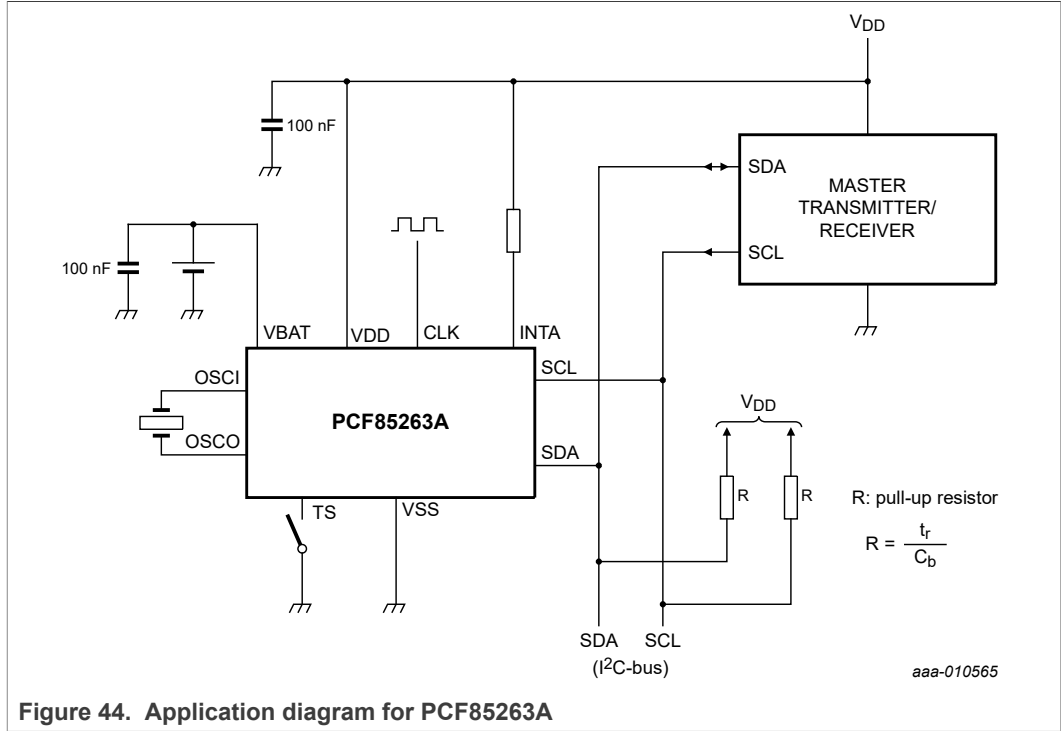 VDD
100 nF
SDA
MASTER
TRANSMITTER/
RECEIVER
SCL
100 nF
VBAT
VDD
CLK
INTA
OSCI
SCL
PCF85263A
OSCO
SDA
TS
VSS
VDD
R
R
R: pull-up resistor
R = tr / Cb
SDA SCL
(I²C-bus)
aaa-010565
Figure 44. Application diagram for PCF85263A